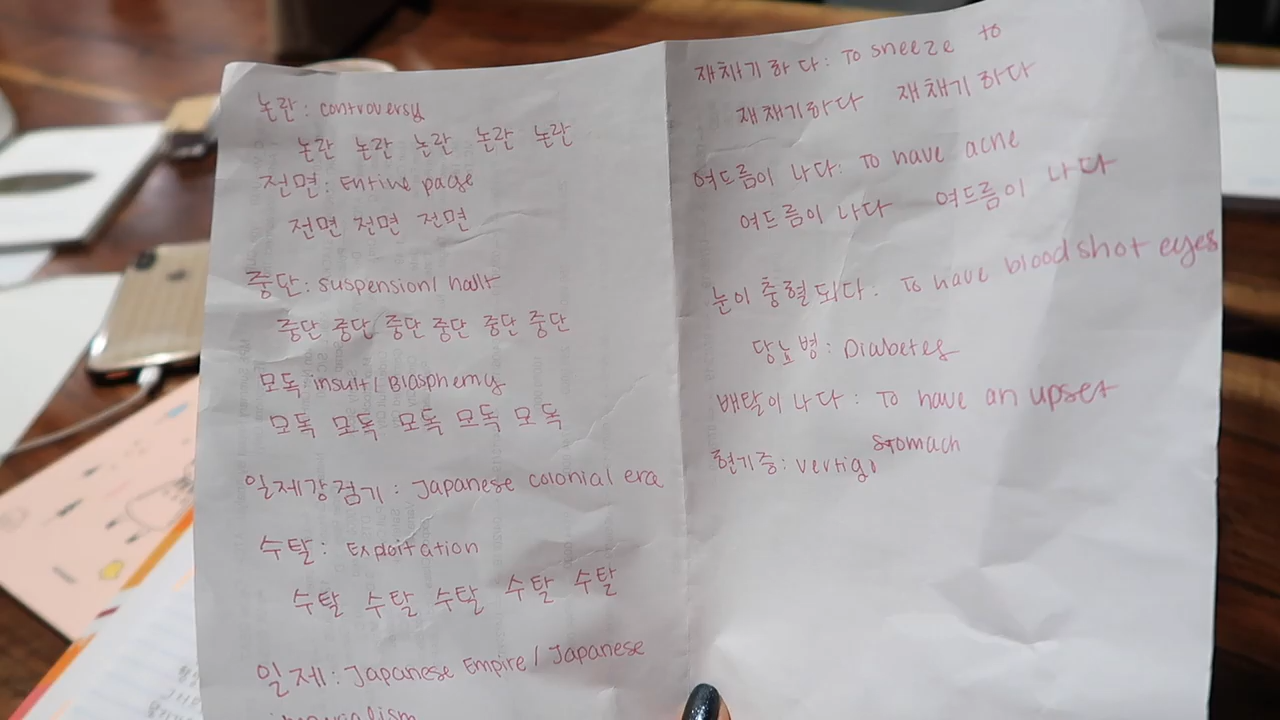 논란: controversy
논란 논란 논란 논란 논란
전면: Entire page
전면 전면 전면
중단: suspension/ halt
중단 중단 중단 중단 중단 중단
모독 insult/ Blasphemy
모독 모독 모독 모독 모독
일제강점기: Japanese colonial era
수탈: Exploitation
수탈 수탈 수탈 수탈 수탈
일제: Japanese Empire/ Japanese
imperialism
재채기하다: To sneeze to
재채기하다 재채기하다
여드름이 나다: To have acne
여드름이 나다 여드름이 나다
눈이 충혈되다: To have bloodshot eyes
당뇨병: Diabetes
배탈이 나다: To have an upset
stomach
현기증: vertigo